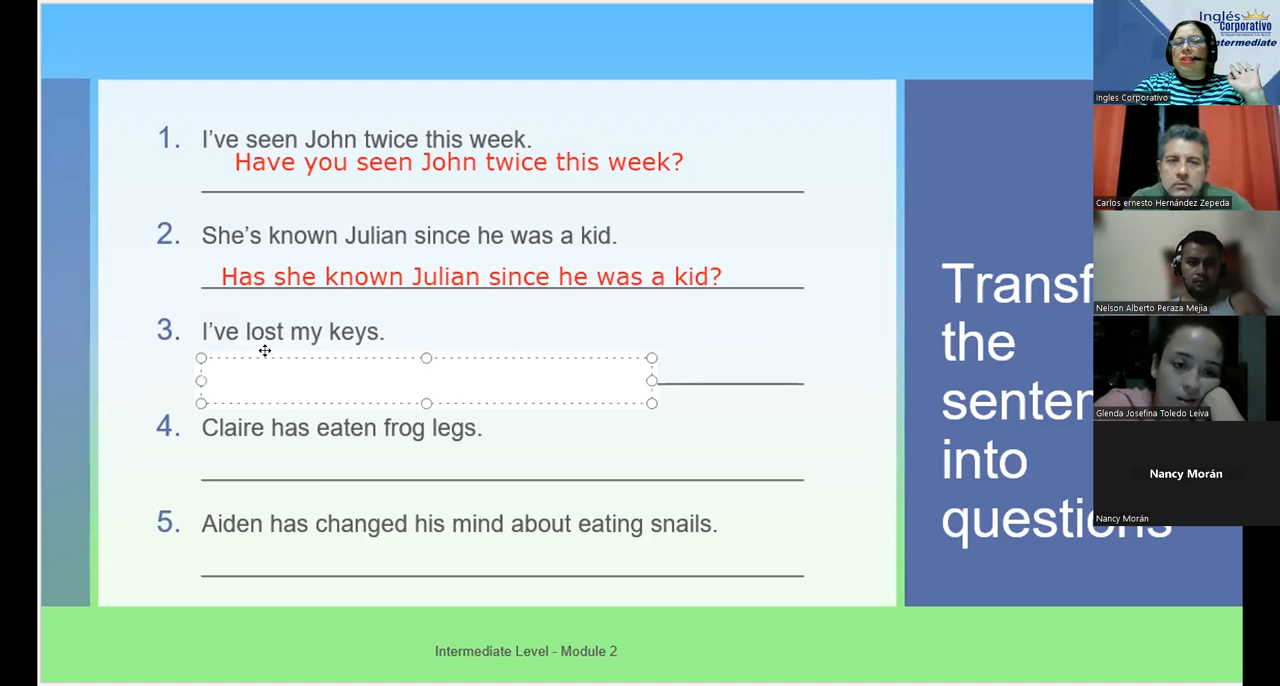 1. I've seen John twice this week.
Have you seen John twice this week?
2. She's known Julian since he was a kid.
Has she known Julian since he was a kid?
3. I've lost my keys.
4. Claire has eaten frog legs.
5. Aiden has changed his mind about eating snails.
Intermediate Level - Module 2
Transf
the
senten
into
questions
Inglés
Corporativo
Intermediate
Ingles Corporativo
Carlos ernesto Hernández Zepeda
Nelson Alberto Peraza Mejia
Glenda Josefina Toledo Leiva
Nancy Morán
Nancy Morán